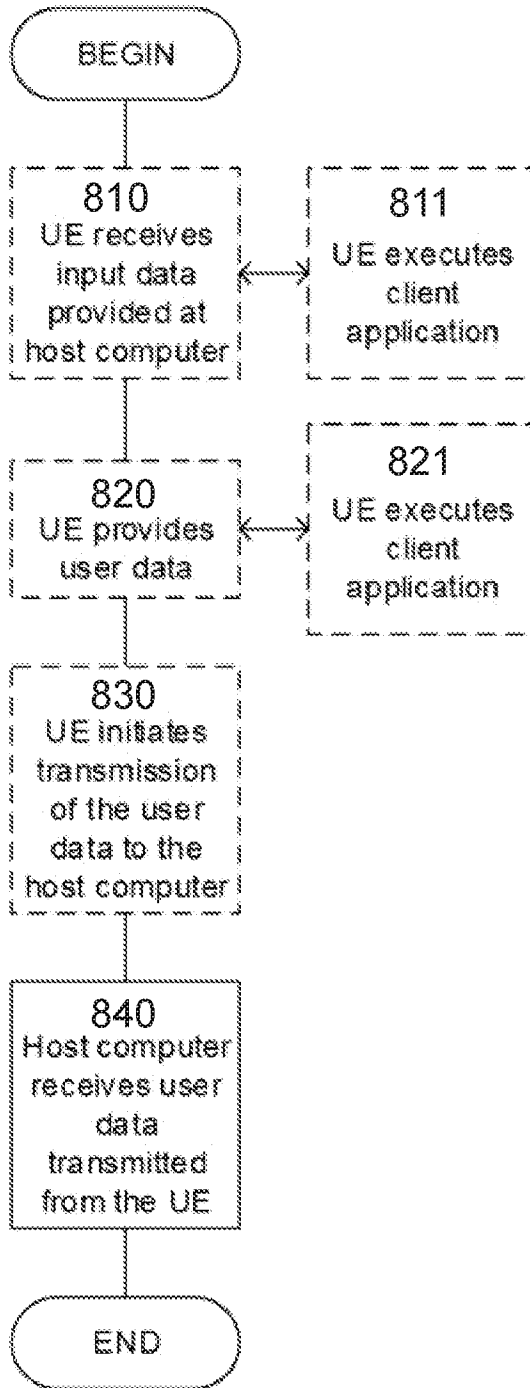 BEGIN
810
UE receives
input data
provided at
host computer
811
UE executes
client
application
820
UE provides
user data
821
UE executes
client
application
830
UE initiates
transmission
of the user
data to the
host computer
840
Host computer
receives user
data
transmitted
from the UE
END